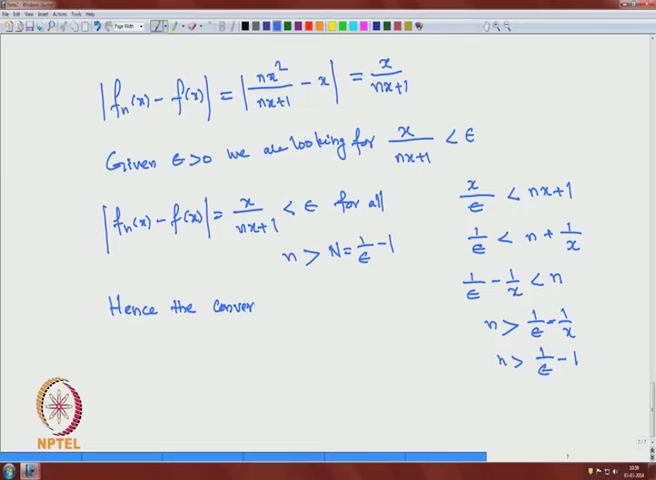 |fn(x) - f(x)| = |nx²/(nx+1) - x| = x/(nx+1)
Given ε>0 we are looking for x/(nx+1) < ε
|fn(x) - f(x)| = x/(nx+1) < ε for all
n > N = 1/ε - 1
Hence the conver
x/ε < nx+1
1/ε < n + 1/x
1/ε - 1/x < n
n > 1/ε - 1/x
n > 1/ε - 1
NPTEL